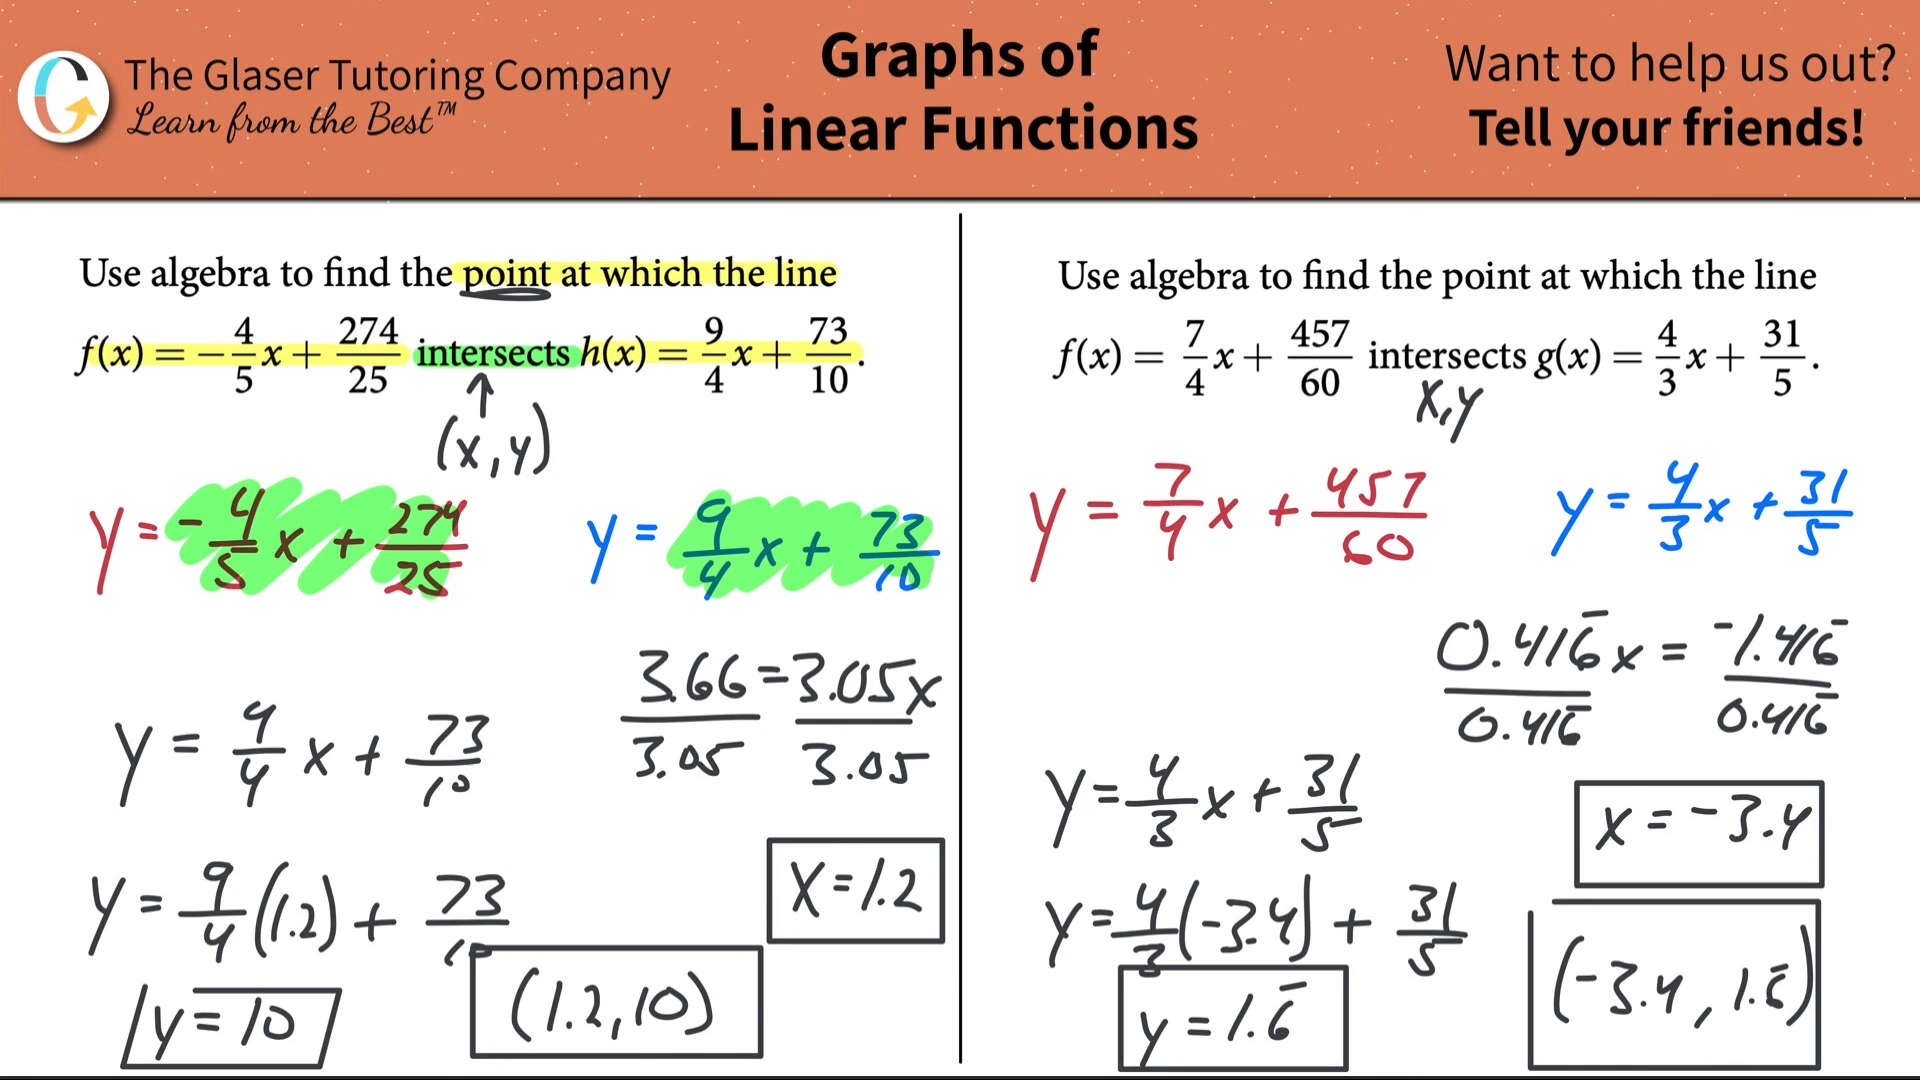 The Glaser Tutoring Company
Learn from the Best™
Graphs of
Linear Functions
Want to help us out?
Tell your friends!
Use algebra to find the point at which the line
f(x) = −4/5x + 274/25 intersects h(x) = 9/4x + 73/10.
(x,y)
y = -4/5x + 274/25
y = 9/4x + 73/10
3.66 = 3.05x
3.05 3.05
x = 1.2
y = 9/4x + 73/10
y = 9/4(1.2) + 73/10
y = 10
(1.2, 10)
Use algebra to find the point at which the line
f(x) = 7/4x + 457/60 intersects g(x) = 4/3x + 31/5.
x,y
y = 7/4x + 457/60
y = 4/3x + 31/5
0.416̅x = -1.416̅
0.416̅ 0.416̅
x = -3.4
y = 4/3x + 31/5
y = 4/3(-3.4) + 31/5
y = 1.6̅
(-3.4, 1.6̅)